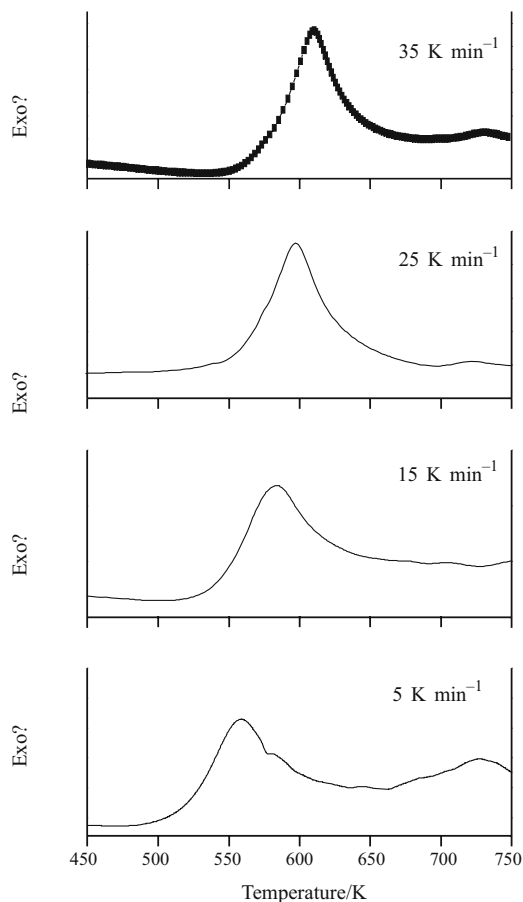 35 K min⁻¹
Exo?
25 K min⁻¹
Exo?
15 K min⁻¹
Exo?
5 K min⁻¹
Exo?
450 500 550 600 650 700 750
Temperature/K